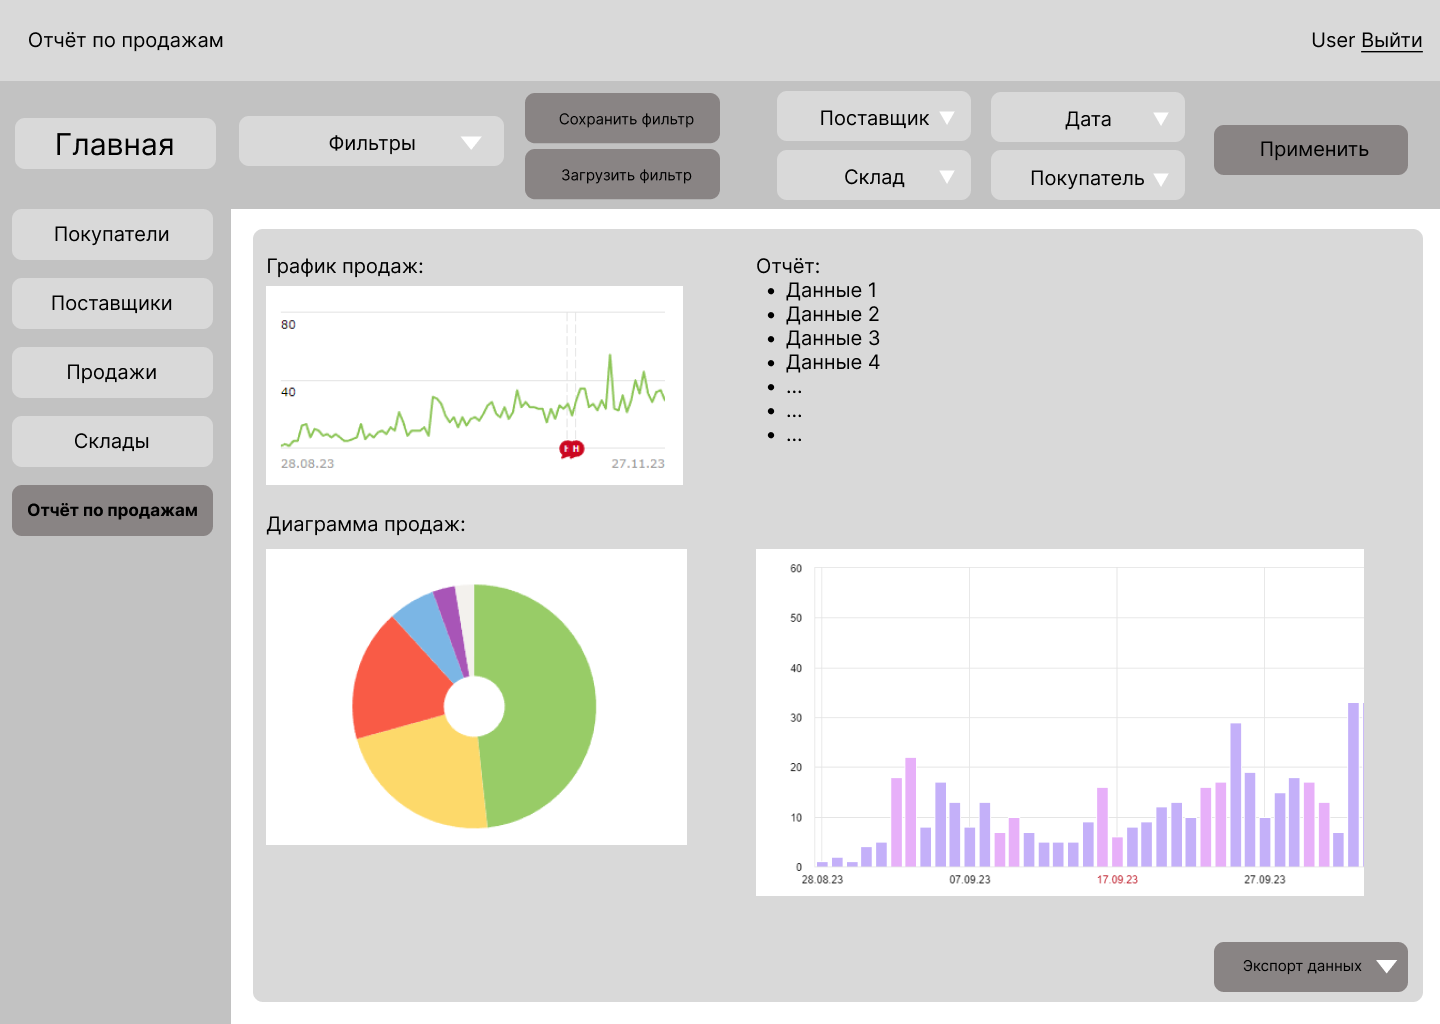 Отчёт по продажам
User Выйти
Главная
Фильтры
Сохранить фильтр
Загрузить фильтр
Поставщик
Дата
Склад
Покупатель
Применить
Покупатели
Поставщики
Продажи
Склады
Отчёт по продажам
График продаж:
80
40
28.08.23
27.11.23
Н
Отчёт:
• Данные 1
• Данные 2
• Данные 3
• Данные 4
• ...
• ...
• ...
Диаграмма продаж:
60
50
40
30
20
10
0
28.08.23
07.09.23
17.09.23
27.09.23
Экспорт данных